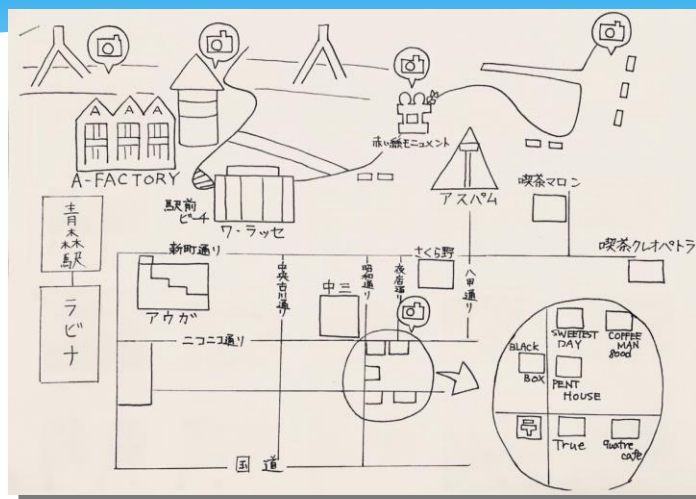 A A A
A-FACTORY
赤い絲モニュメント
アスパム
喫茶マロン
駅前
ビーチ
ワ・ラッセ
青森駅
新町通り
さくら野
喫茶クレオペトラ
ラビナ
アウガ
中央古川通り
中三
昭和通り
夜店通り
八甲通り
ニコニコ通り
SWEETEST
DAY
COFFEE
MAN
good
BLACK
BOX
PENT
HOUSE
〒
True
quatre
cafe
国道